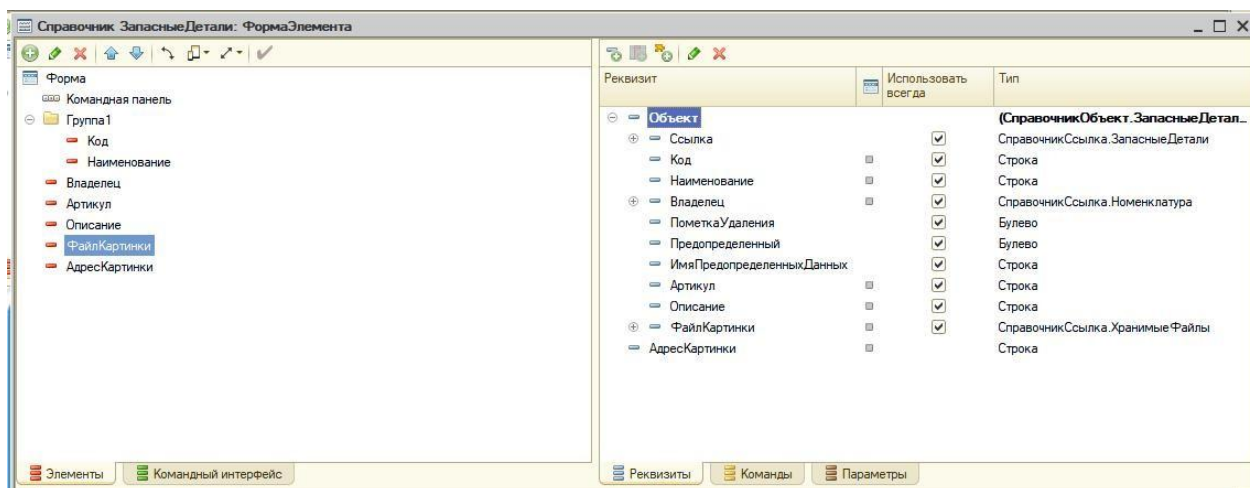 Справочник ЗапасныеДетали: ФормаЭлемента
Форма
Командная панель
Группа1
Код
Наименование
Владелец
Артикул
Описание
ФайлКартинки
АдресКартинки
Элементы
Командный интерфейс
Реквизит
Использовать всегда
Тип
Объект (СправочникОбъект.ЗапасныеДетал...
Ссылка СправочникСсылка.ЗапасныеДетали
Код Строка
Наименование Строка
Владелец СправочникСсылка.Номенклатура
ПометкаУдаления Булево
Предопределенный Булево
ИмяПредопределенныхДанных Строка
Артикул Строка
Описание Строка
ФайлКартинки СправочникСсылка.ХранимыеФайлы
АдресКартинки Строка
Реквизиты
Команды
Параметры